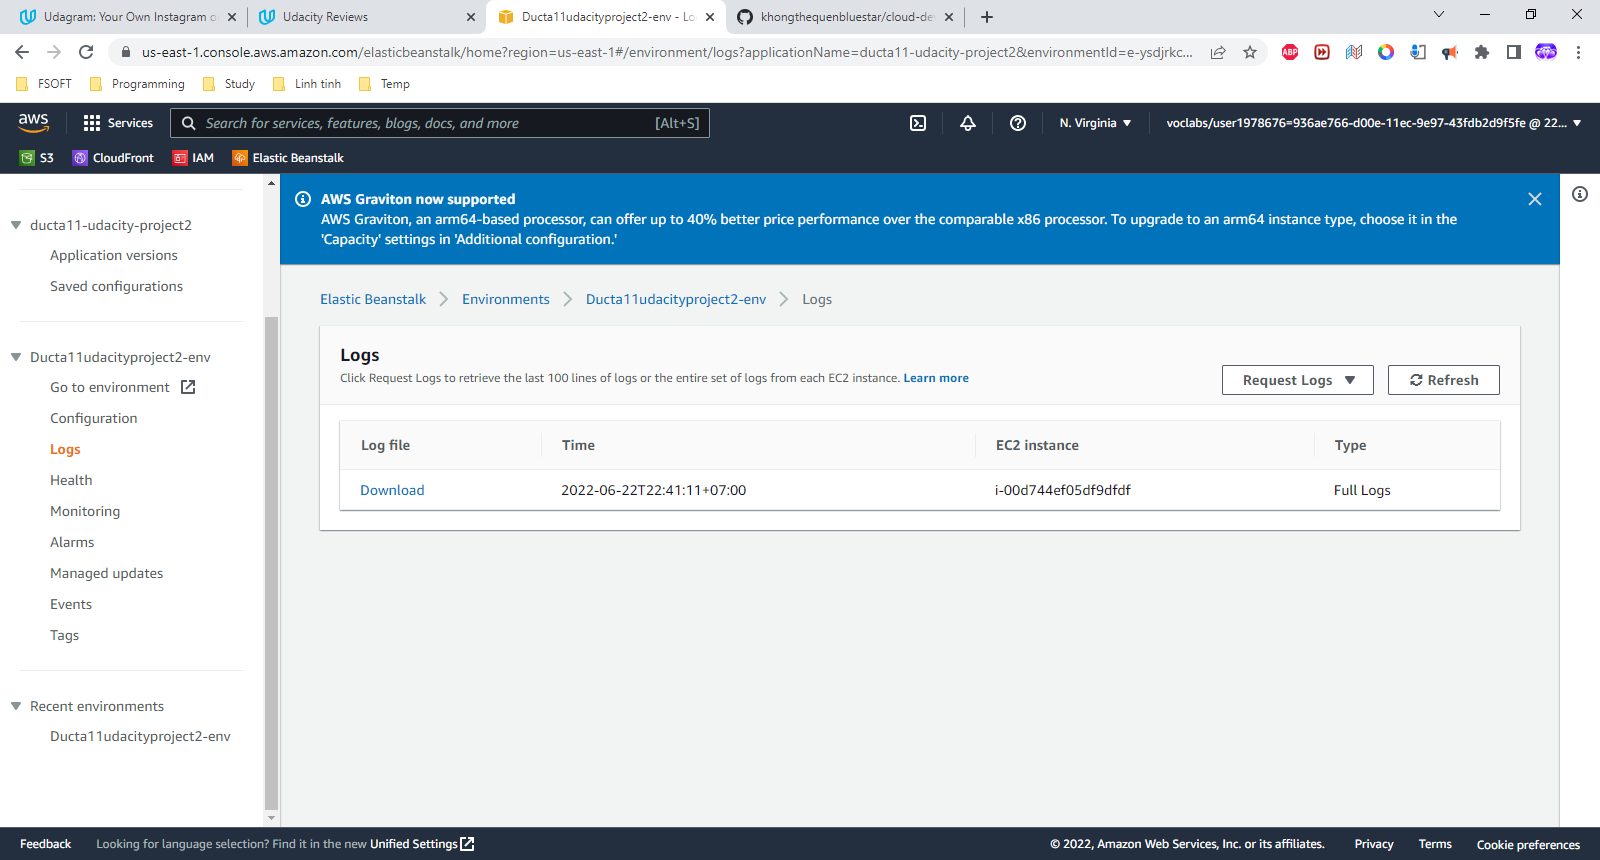 Udagram: Your Own Instagram o
Udacity Reviews
Ducta11udacityproject2-env - Lo
khongthequenbluestar/cloud-de
us-east-1.console.aws.amazon.com/elasticbeanstalk/home?region=us-east-1#/environment/logs?applicationName=ducta11-udacity-project2&environmentId=e-ysdjrkc...
ABP
FSOFT
Programming
Study
Linh tinh
Temp
aws
Services
Search for services, features, blogs, docs, and more
[Alt+S]
N. Virginia
voclabs/user1978676=936ae766-d00e-11ec-9e97-43fdb2d9f5fe @ 22...
S3
CloudFront
IAM
Elastic Beanstalk
ducta11-udacity-project2
Application versions
Saved configurations
Ducta11udacityproject2-env
Go to environment
Configuration
Logs
Health
Monitoring
Alarms
Managed updates
Events
Tags
Recent environments
Ducta11udacityproject2-env
AWS Graviton now supported
AWS Graviton, an arm64-based processor, can offer up to 40% better price performance over the comparable x86 processor. To upgrade to an arm64 instance type, choose it in the
'Capacity' settings in 'Additional configuration.'
Elastic Beanstalk
Environments
Ducta11udacityproject2-env
Logs
Logs
Click Request Logs to retrieve the last 100 lines of logs or the entire set of logs from each EC2 instance. Learn more
Request Logs
Refresh
Log file
Time
EC2 instance
Type
Download
2022-06-22T22:41:11+07:00
i-00d744ef05df9dfdf
Full Logs
Feedback
Looking for language selection? Find it in the new Unified Settings
© 2022, Amazon Web Services, Inc. or its affiliates.
Privacy
Terms
Cookie preferences